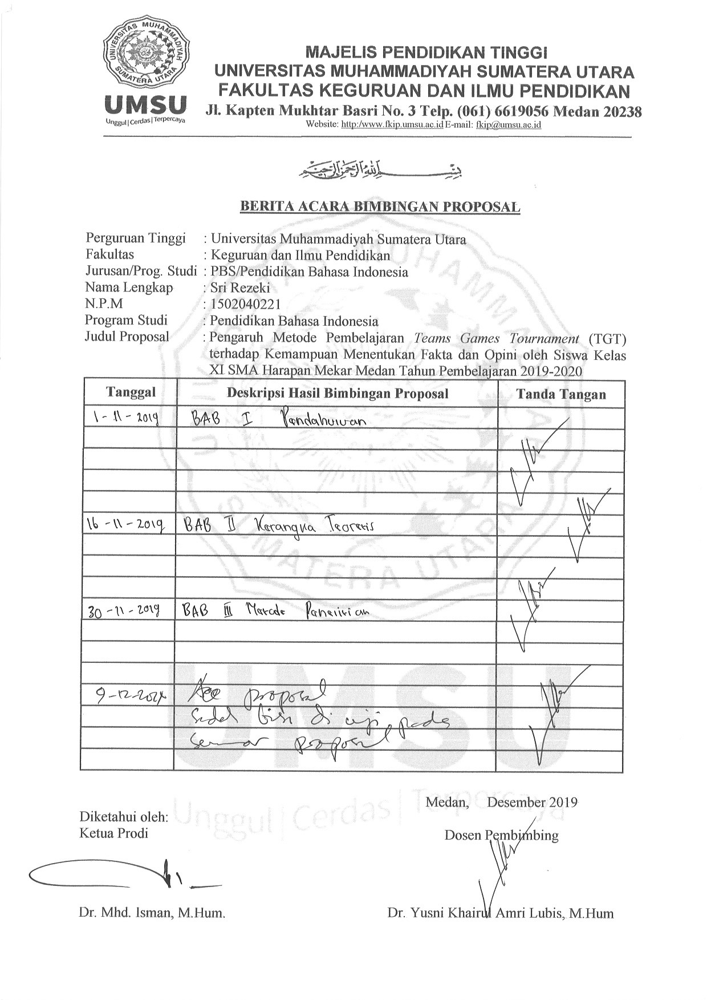 UNIVERSITAS MUHAMMADIYAH
SUMATERA UTARA
UMSU
Unggul | Cerdas | Terpercaya
MAJELIS PENDIDIKAN TINGGI
UNIVERSITAS MUHAMMADIYAH SUMATERA UTARA
FAKULTAS KEGURUAN DAN ILMU PENDIDIKAN
Jl. Kapten Mukhtar Basri No. 3 Telp. (061) 6619056 Medan 20238
Website: http:/www.fkip.umsu.ac.id E-mail: fkip@umsu.ac.id
بِسْمِ اللهِ الرَّحْمٰنِ الرَّحِيْمِ
BERITA ACARA BIMBINGAN PROPOSAL
Perguruan Tinggi : Universitas Muhammadiyah Sumatera Utara
Fakultas : Keguruan dan Ilmu Pendidikan
Jurusan/Prog. Studi : PBS/Pendidikan Bahasa Indonesia
Nama Lengkap : Sri Rezeki
N.P.M : 1502040221
Program Studi : Pendidikan Bahasa Indonesia
Judul Proposal : Pengaruh Metode Pembelajaran Teams Games Tournament (TGT)
terhadap Kemampuan Menentukan Fakta dan Opini oleh Siswa Kelas
XI SMA Harapan Mekar Medan Tahun Pembelajaran 2019-2020
Tanggal Deskripsi Hasil Bimbingan Proposal Tanda Tangan
1-11-2019 BAB I Pendahuluan
16-11-2019 BAB II Kerangka Teoretis
30-11-2019 BAB III Metode Penelitian
9-12- Acc proposal
bisa di uji pada
seminar proposal
UMSU
Unggul | Cerdas | Terpercaya
Medan, Desember 2019
Diketahui oleh:
Ketua Prodi
Dosen Pembimbing
Dr. Mhd. Isman, M.Hum.
Dr. Yusni Khairul Amri Lubis, M.Hum